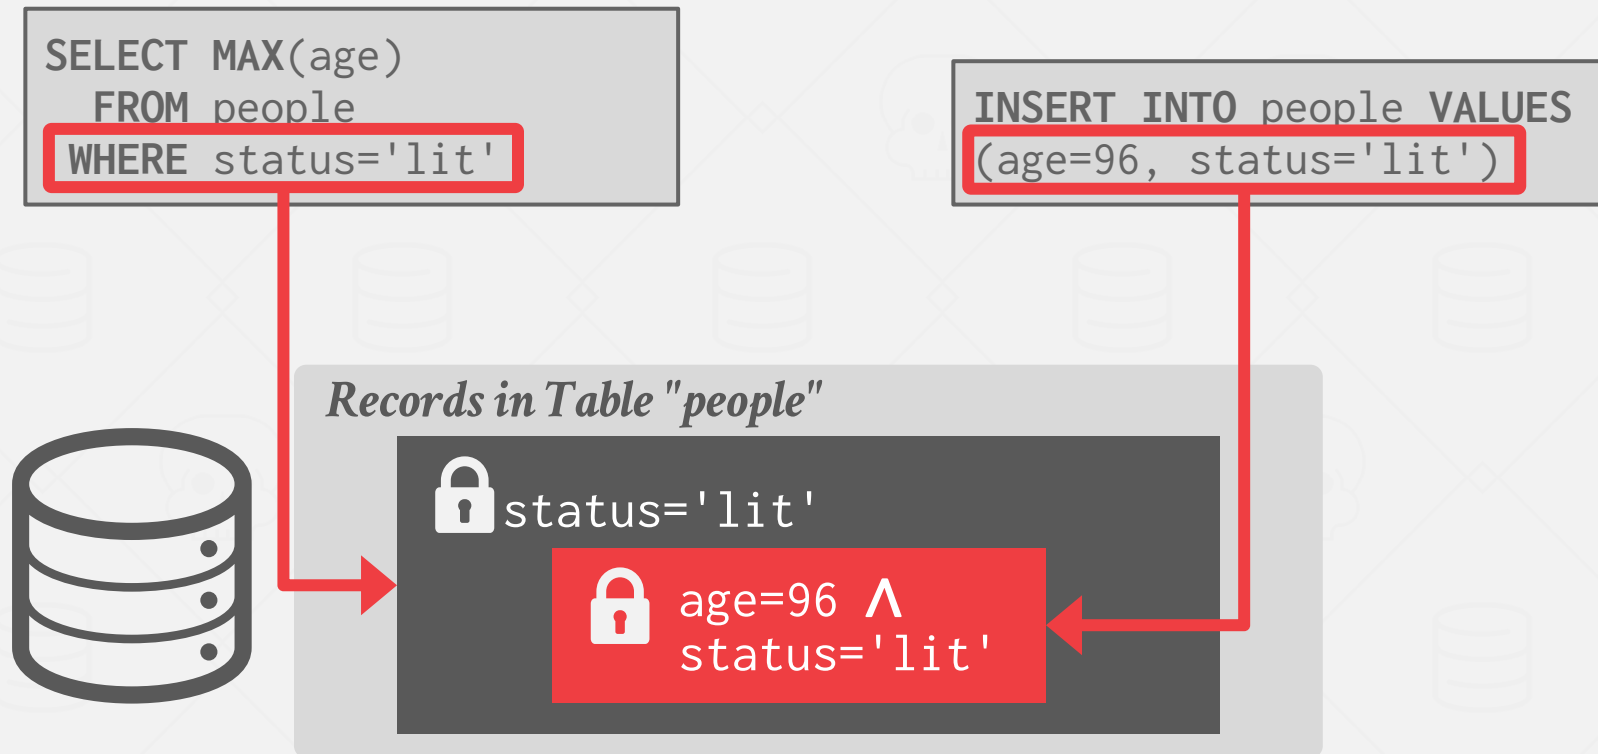 SELECT MAX(age)
FROM people
WHERE status='lit'
INSERT INTO people VALUES
(age=96, status='lit')
Records in Table "people"
status='lit'
age=96 ∧
status='lit'